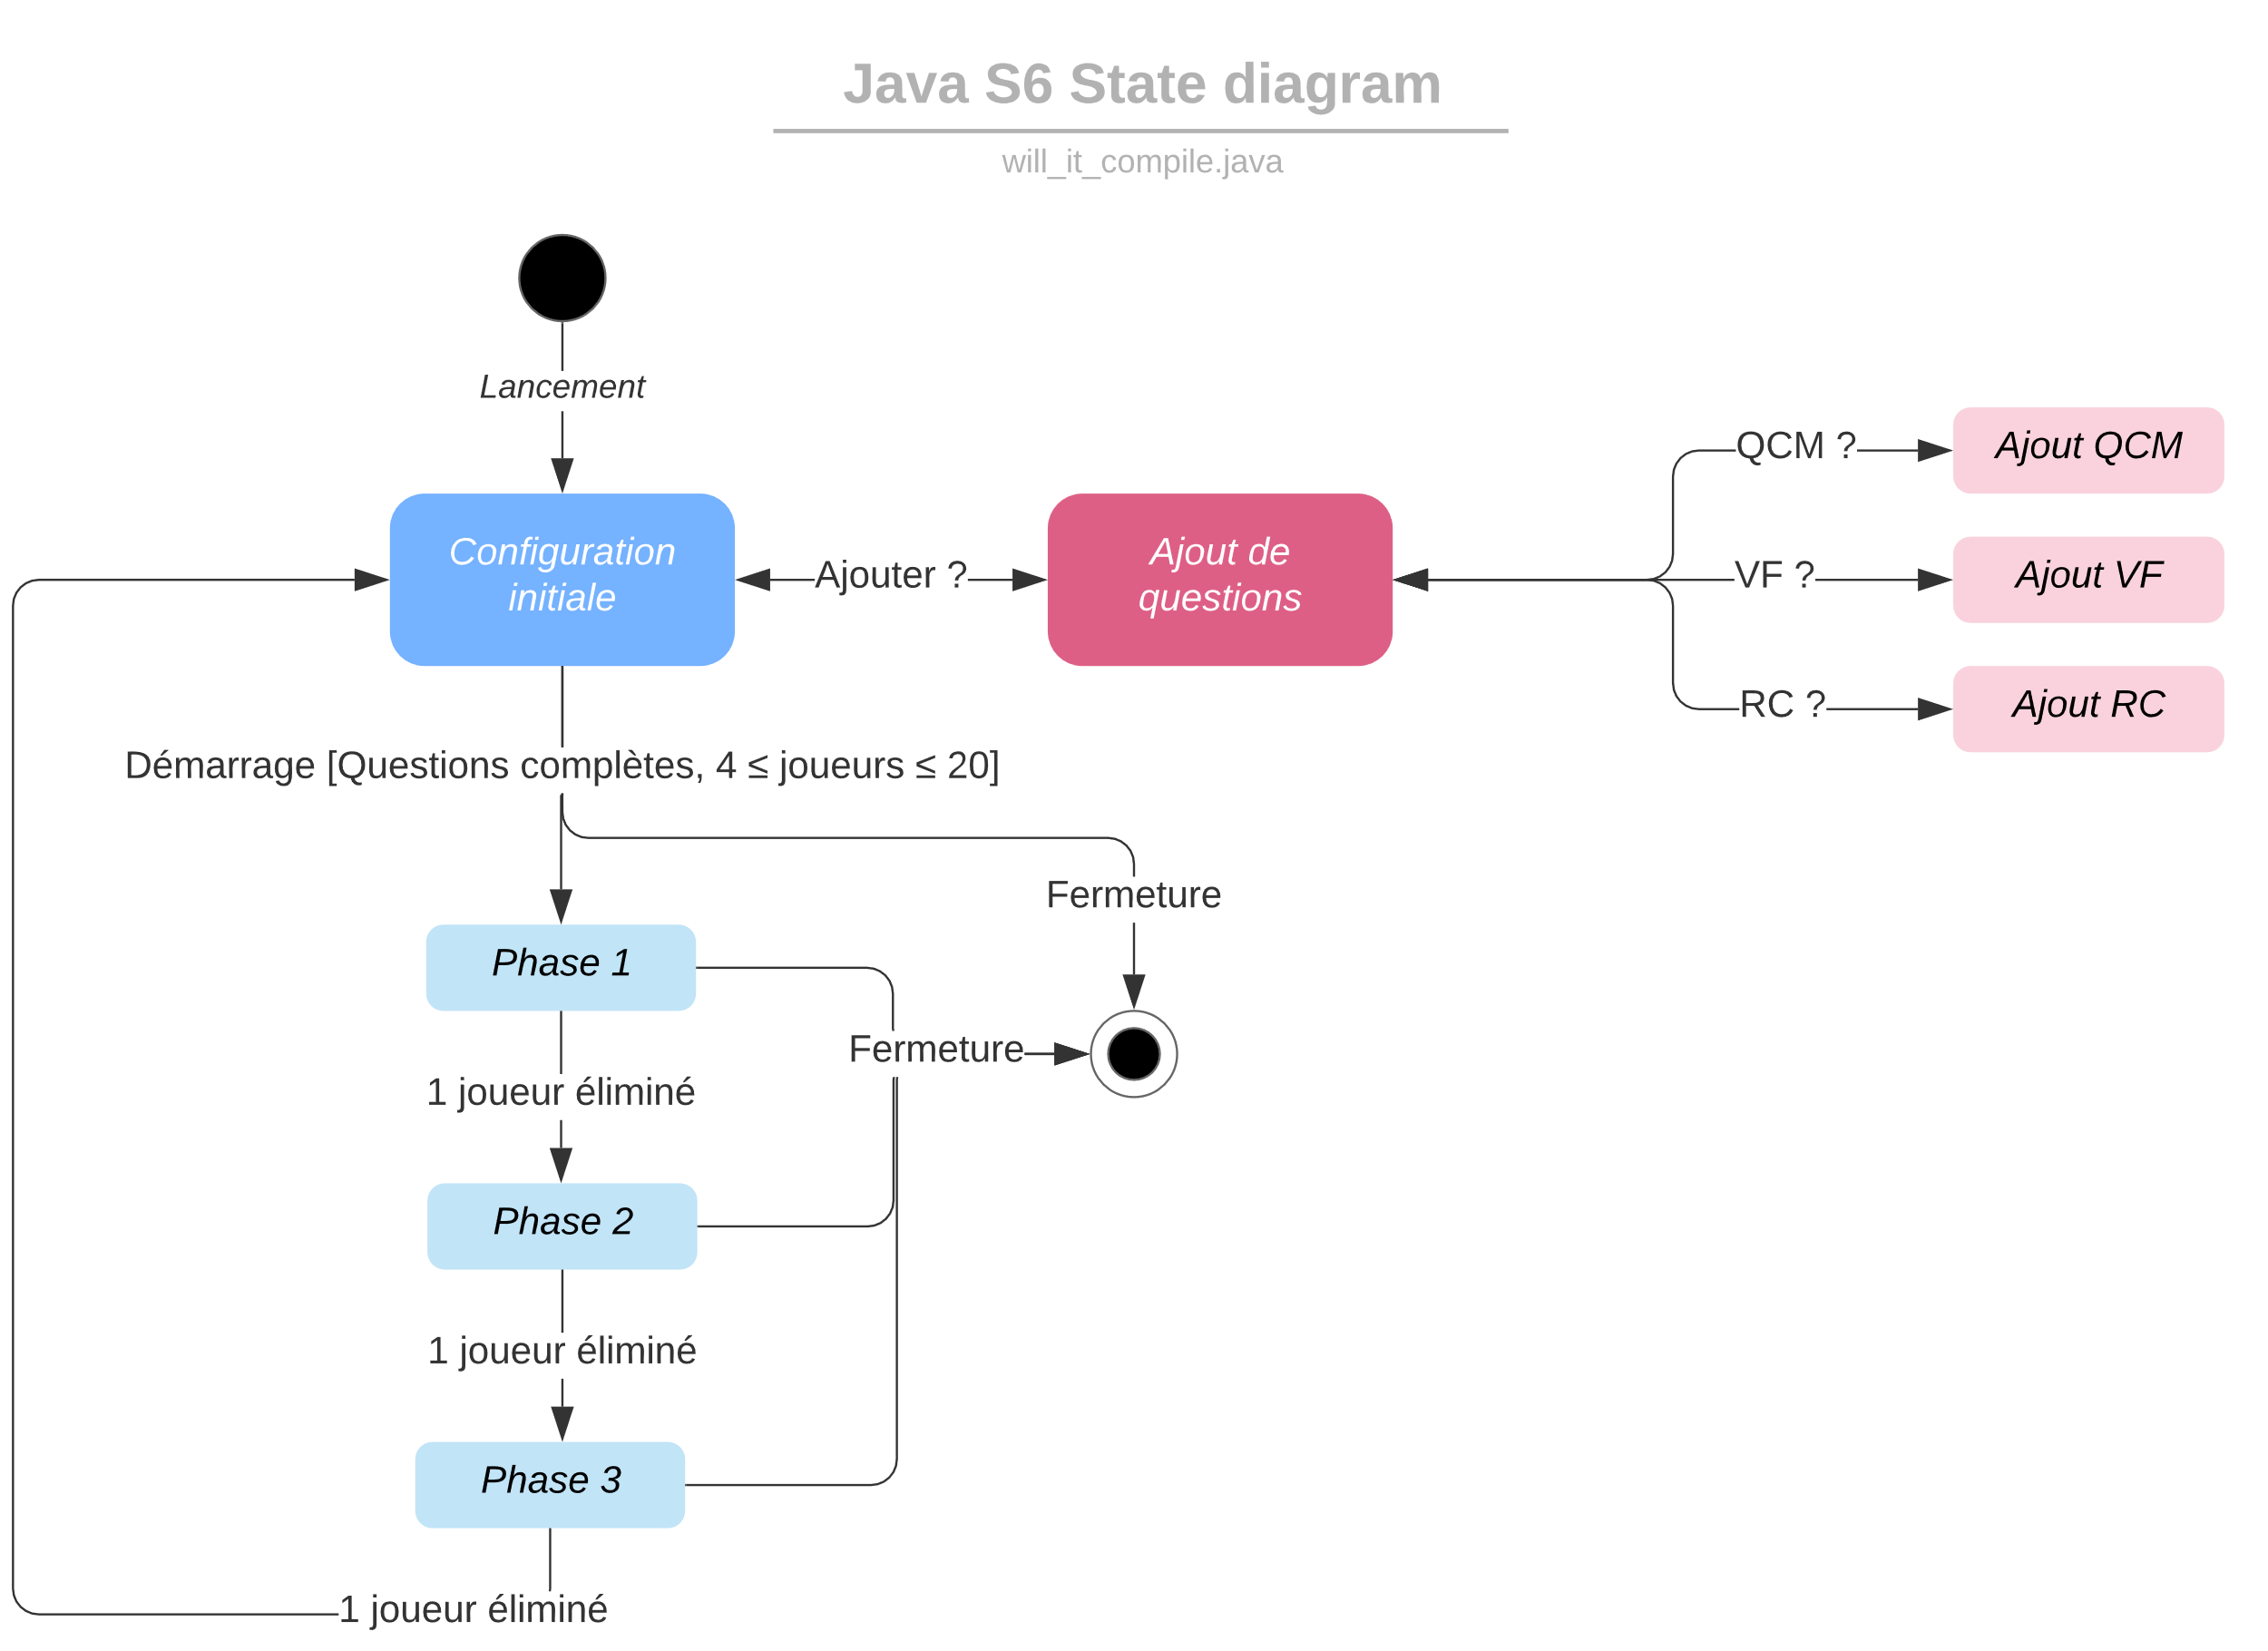 Java S6 State diagram
will_it_compile.java
Lancement
QCM ?
Ajout QCM
Configuration
initiale
Ajouter ?
Ajout de
questions
VF ?
Ajout VF
RC ?
Ajout RC
Démarrage [Questions complètes, 4 ≤ joueurs ≤ 20]
Fermeture
Phase 1
Fermeture
1 joueur éliminé
Phase 2
1 joueur éliminé
Phase 3
1 joueur éliminé